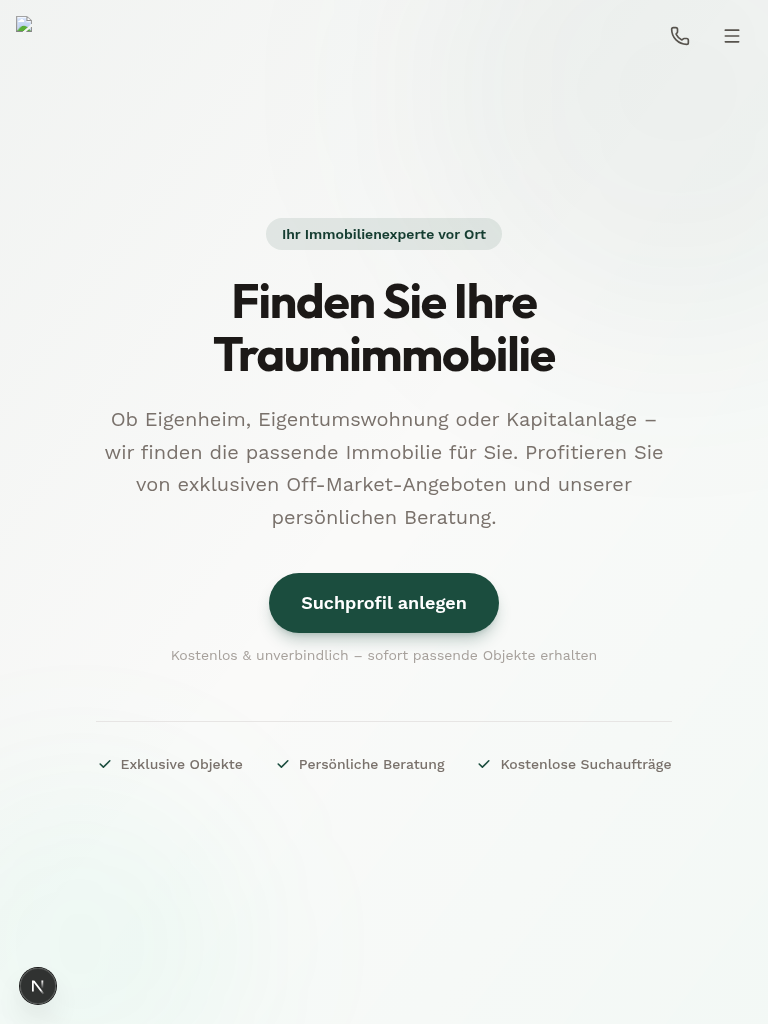 Ihr Immobilienexperte vor Ort
Finden Sie Ihre
Traumimmobilie
Ob Eigenheim, Eigentumswohnung oder Kapitalanlage –
wir finden die passende Immobilie für Sie. Profitieren Sie
von exklusiven Off-Market-Angeboten und unserer
persönlichen Beratung.
Suchprofil anlegen
Kostenlos & unverbindlich – sofort passende Objekte erhalten
Exklusive Objekte
Persönliche Beratung
Kostenlose Suchaufträge
N